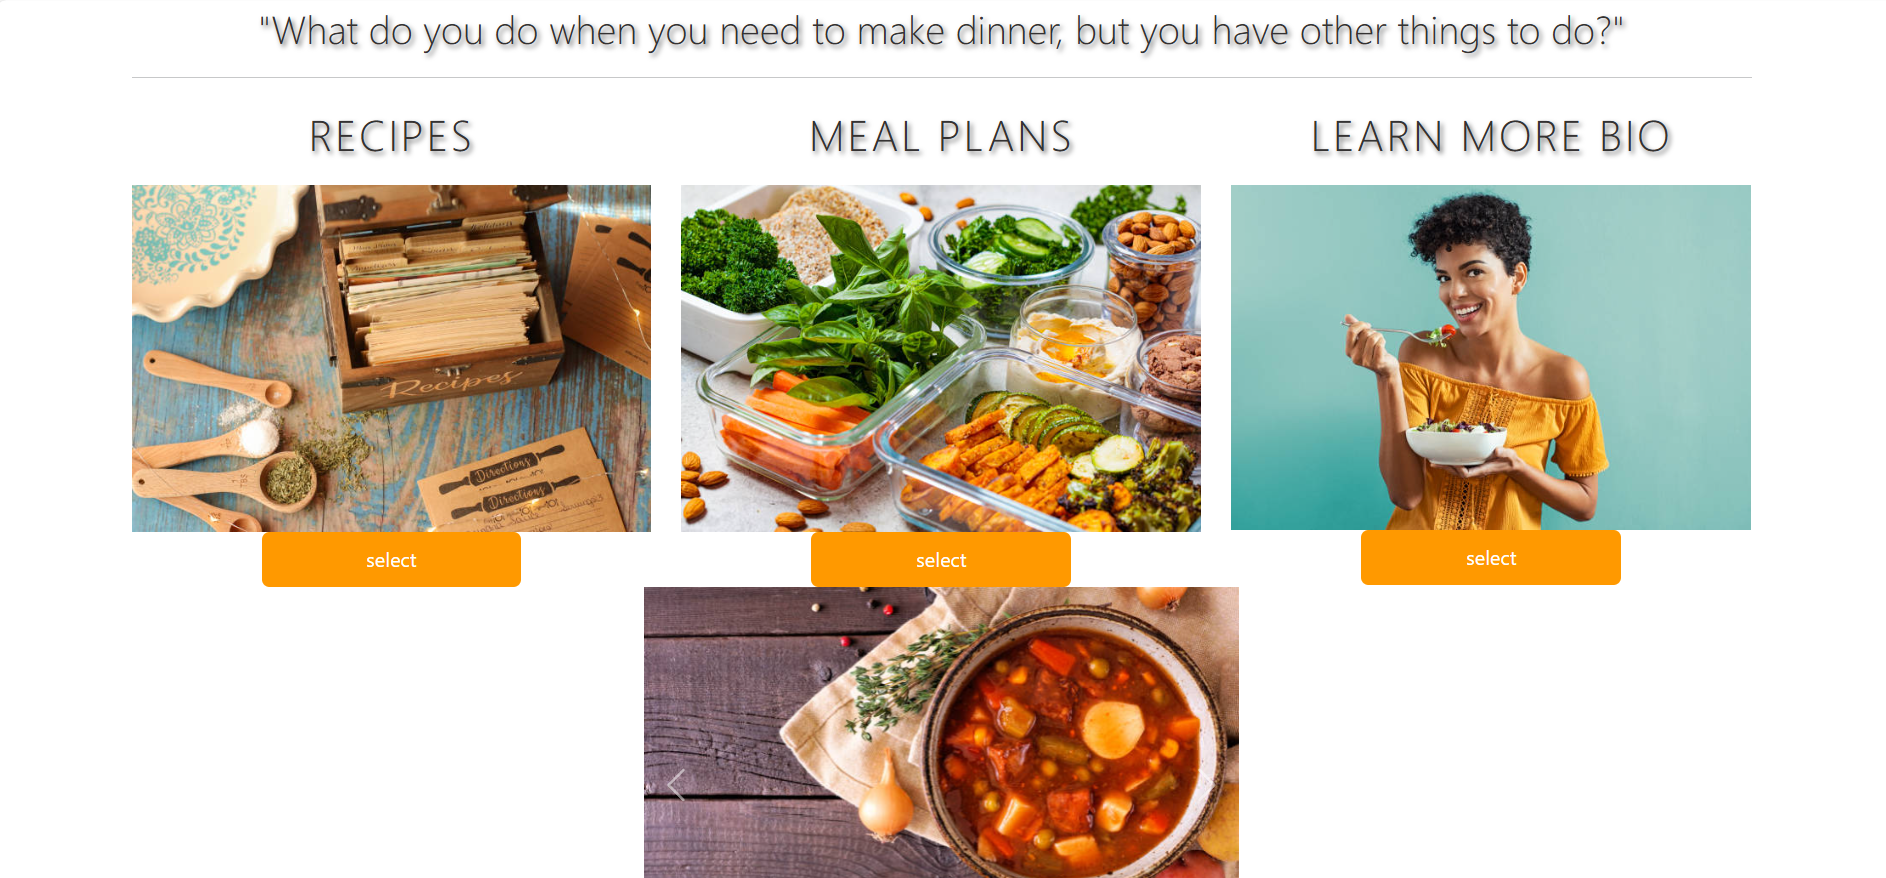 "What do you do when you need to make dinner, but you have other things to do?"
RECIPES
MEAL PLANS
LEARN MORE BIO
Recipes
Directions
Directions
select
select
select